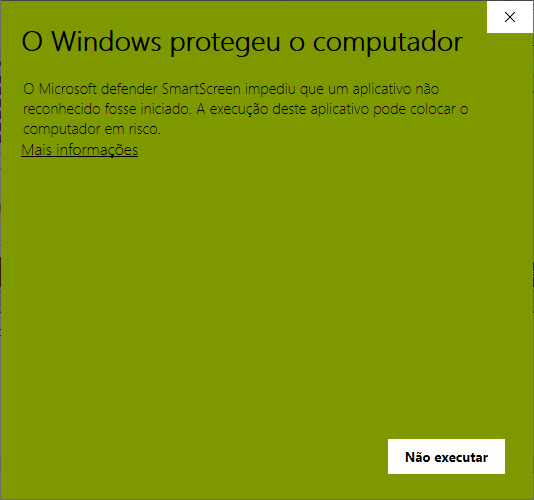 O Windows protegeu o computador
O Microsoft defender SmartScreen impediu que um aplicativo não
reconhecido fosse iniciado. A execução deste aplicativo pode colocar o
computador em risco.
Mais informações
Não executar